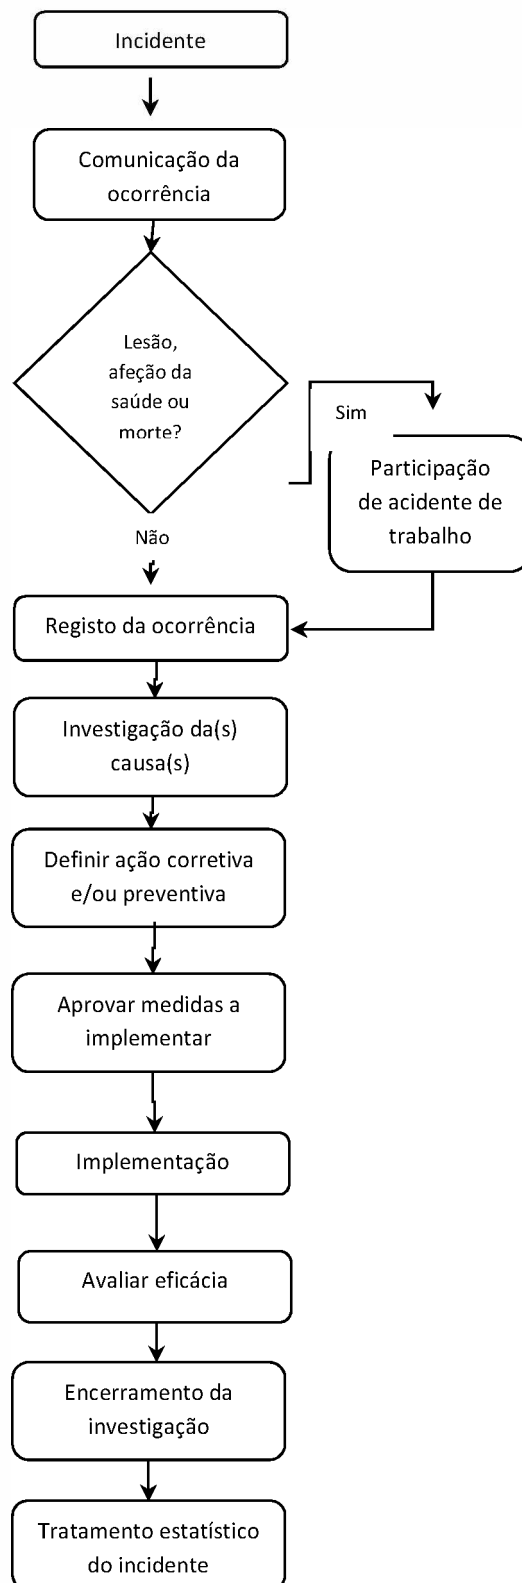 Incidente
Comunicação da
ocorrência
Lesão,
afeção da
saúde ou
morte?
Sim
Participação
de acidente de
trabalho
Não
Registo da ocorrência
Investigação da(s)
causa(s)
Definir ação corretiva
e/ou preventiva
Aprovar medidas a
implementar
Implementação
Avaliar eficácia
Encerramento da
investigação
Tratamento estatístico
do incidente